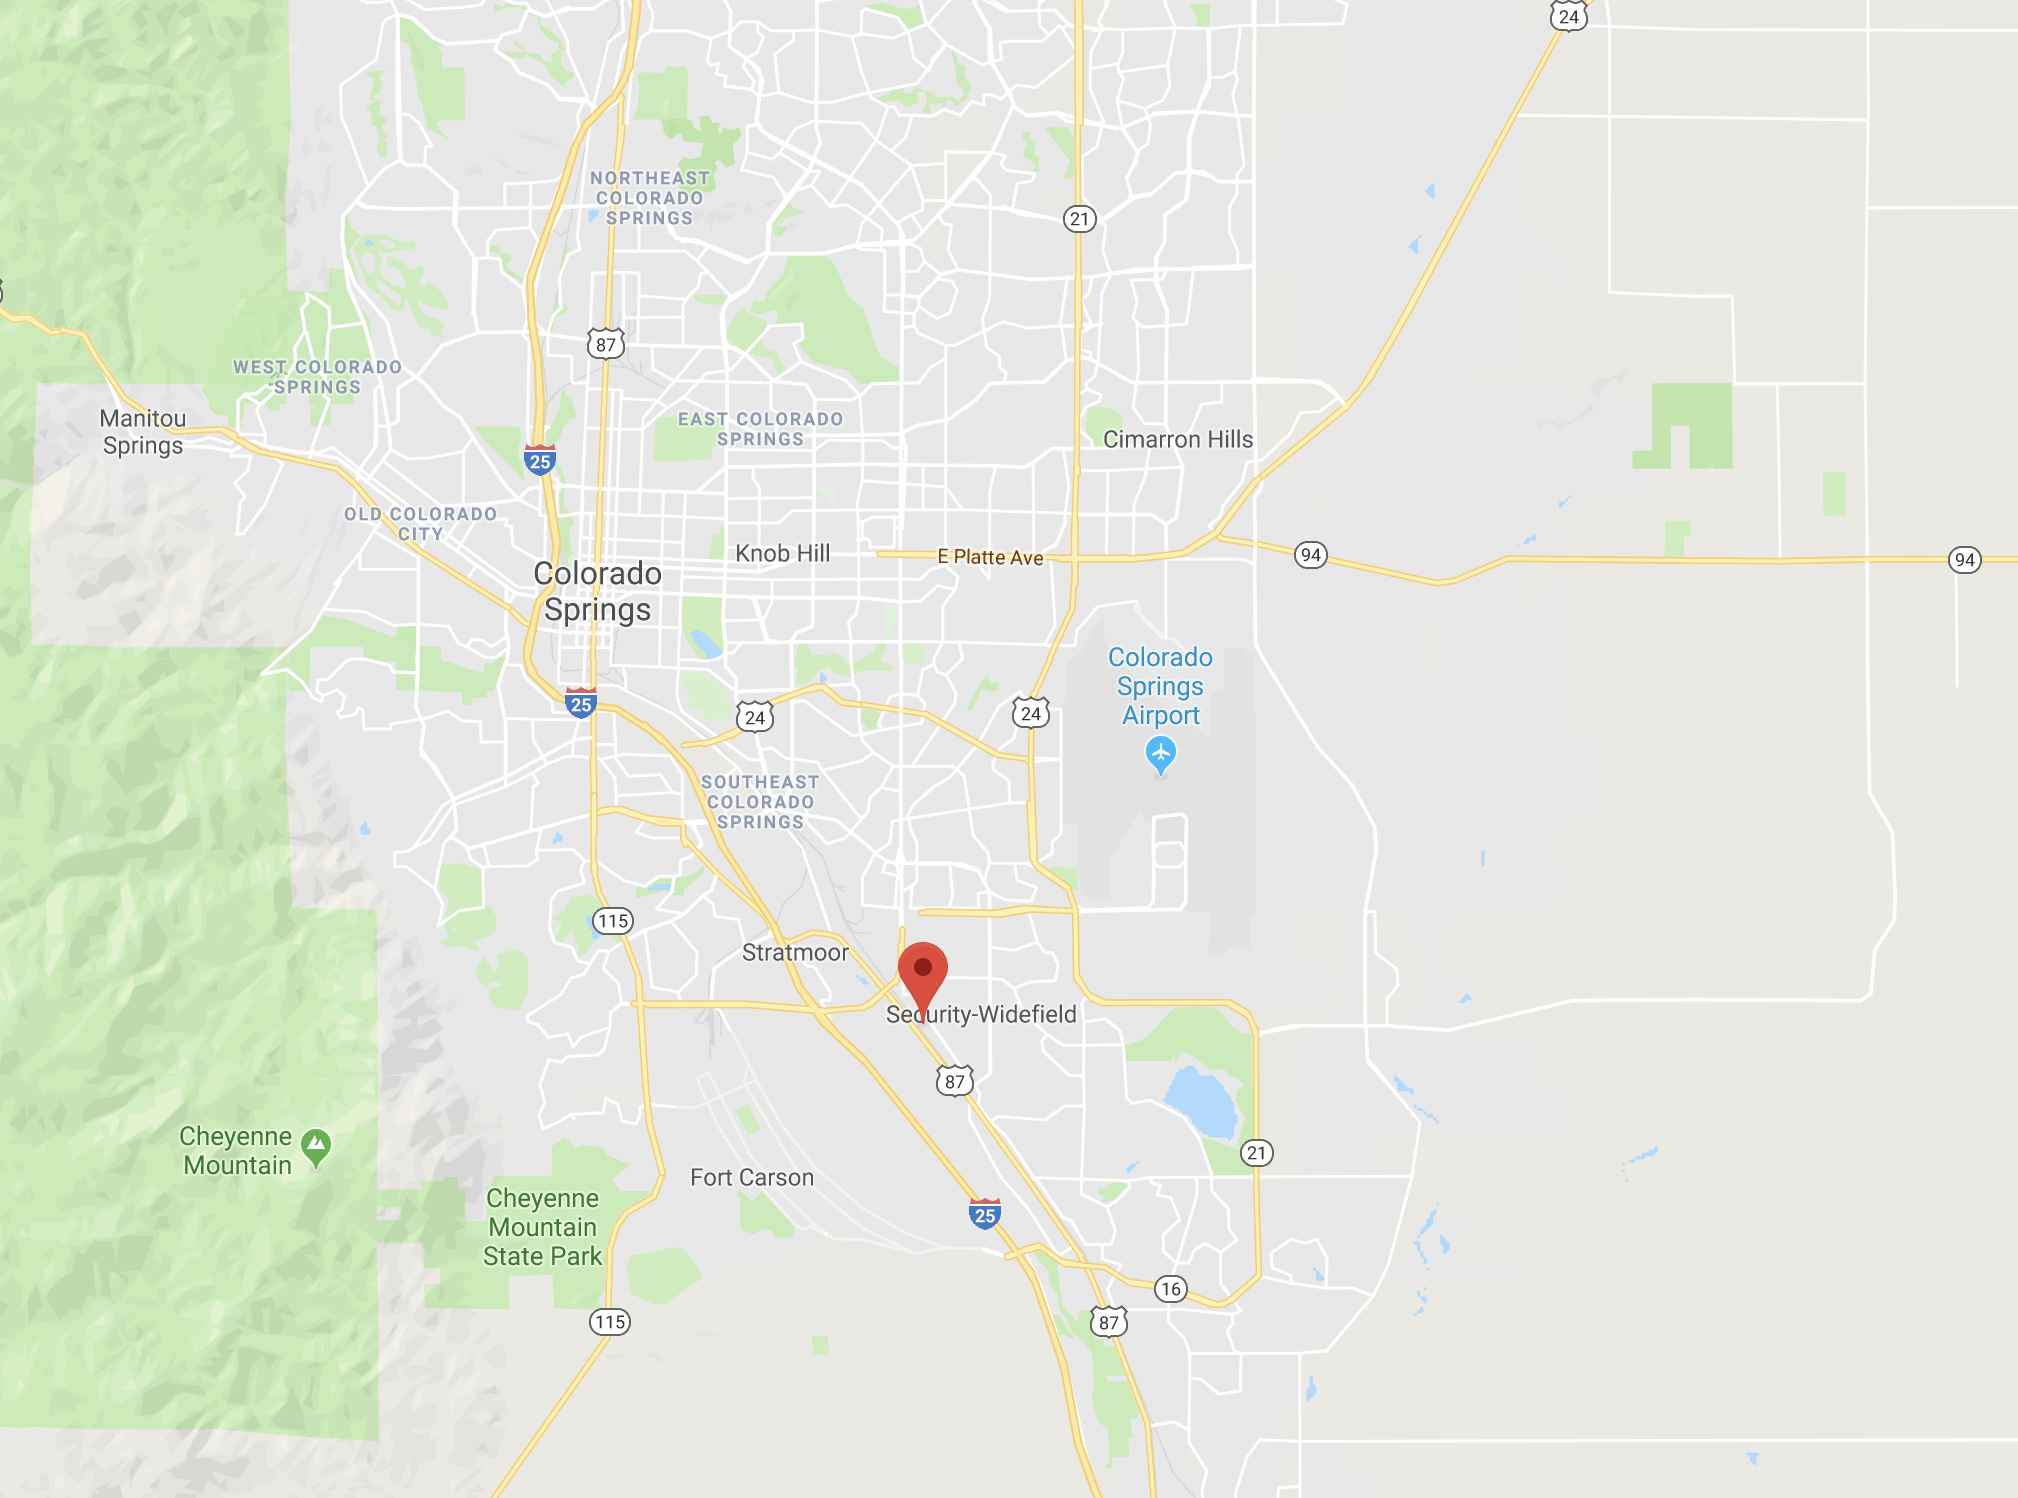 24
NORTHEAST
COLORADO
SPRINGS
21
87
WEST COLORADO
SPRINGS
Manitou
Springs
EAST COLORADO
SPRINGS
Cimarron Hills
25
OLD COLORADO
CITY
Knob Hill
E Platte Ave
94
94
Colorado
Springs
Colorado
Springs
Airport
25
24
24
SOUTHEAST
COLORADO
SPRINGS
115
Stratmoor
Security-Widefield
87
Cheyenne
Mountain
Fort Carson
21
Cheyenne
Mountain
State Park
25
16
115
87